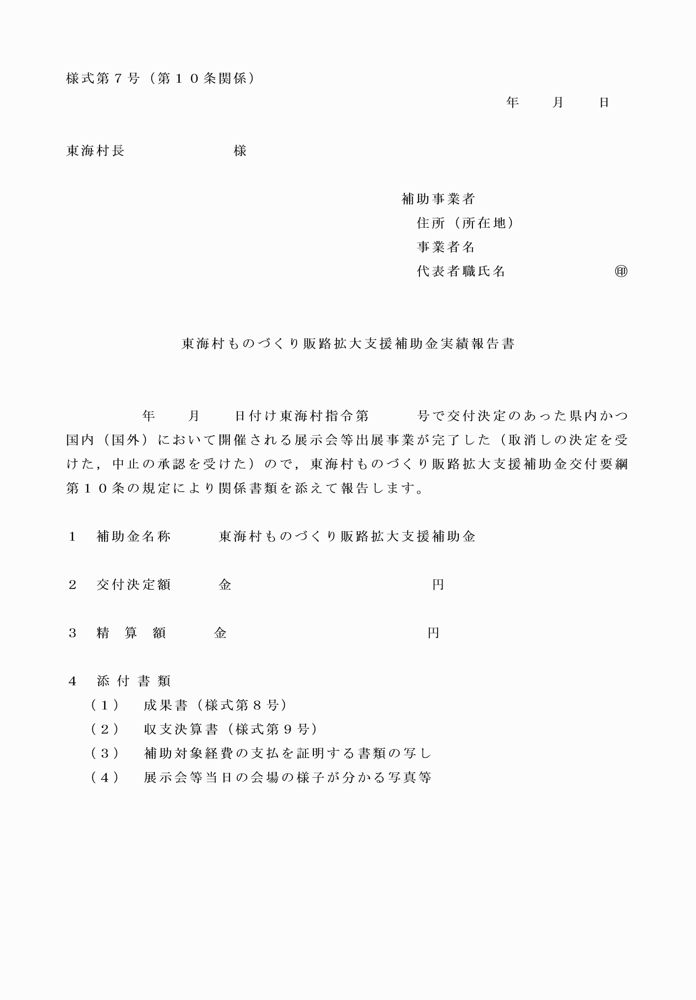 様式第７号（第１０条関係）
年　　月　　日
東海村長　　　　　　　様
補助事業者
住所（所在地）
事業者名
代表者職氏名　　　　　　　㊞
東海村ものづくり販路拡大支援補助金実績報告書
年　　月　　日付け東海村指令第　　　号で交付決定のあった県内かつ
国内（国外）において開催される展示会等出展事業が完了した（取消しの決定を受
けた，中止の承認を受けた）ので，東海村ものづくり販路拡大支援補助金交付要綱
第１０条の規定により関係書類を添えて報告します。
１　補助金名称　　　東海村ものづくり販路拡大支援補助金
２　交付決定額　　　金　　　　　　　　　　　　　円
３　精　算　額　　　金　　　　　　　　　　　　　円
４　添付書類
（１）　成果書（様式第８号）
（２）　収支決算書（様式第９号）
（３）　補助対象経費の支払を証明する書類の写し
（４）　展示会等当日の会場の様子が分かる写真等